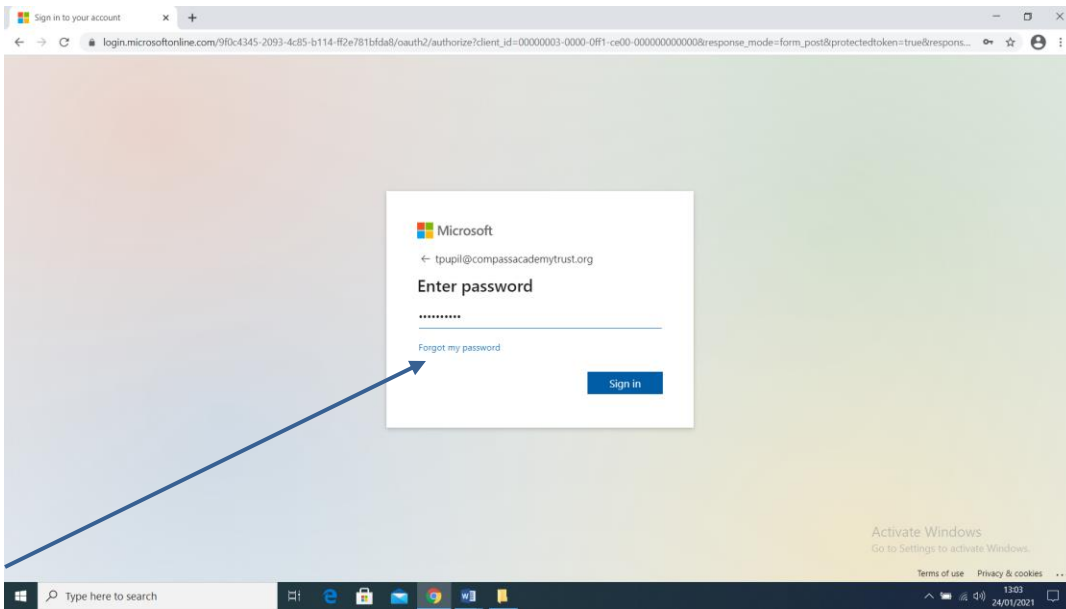 Sign in to your account
login.microsoftonline.com/9f0c4345-2093-4c85-b114-ff2e781bfda8/oauth2/authorize?client_id=00000003-0000-0ff1-ce00-000000000000&response_mode=form_post&protectedtoken=true&respons...
Microsoft
← tpupil@compassacademytrust.org
Enter password
••••••••••
Forgot my password
Sign in
Activate Windows
Go to Settings to activate Windows.
Terms of use Privacy & cookies ..
Type here to search
13:03
24/01/2021